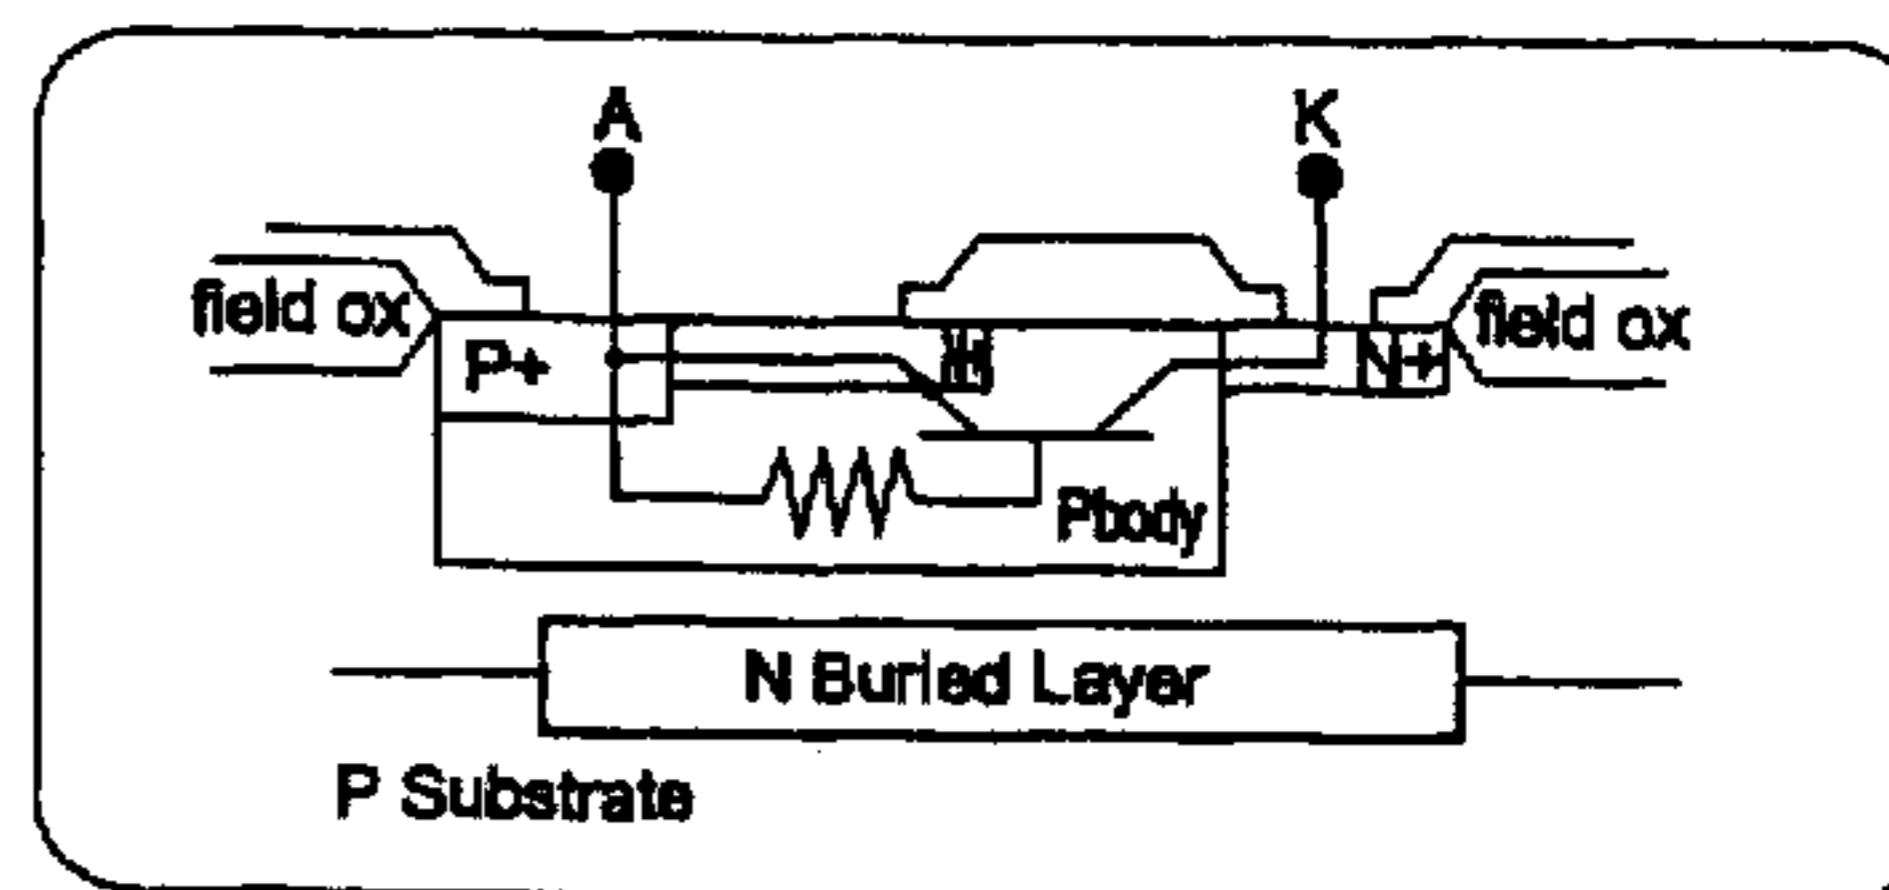 A K
field ox field ox
P+ N+
Pbody
N Buried Layer
P Substrate